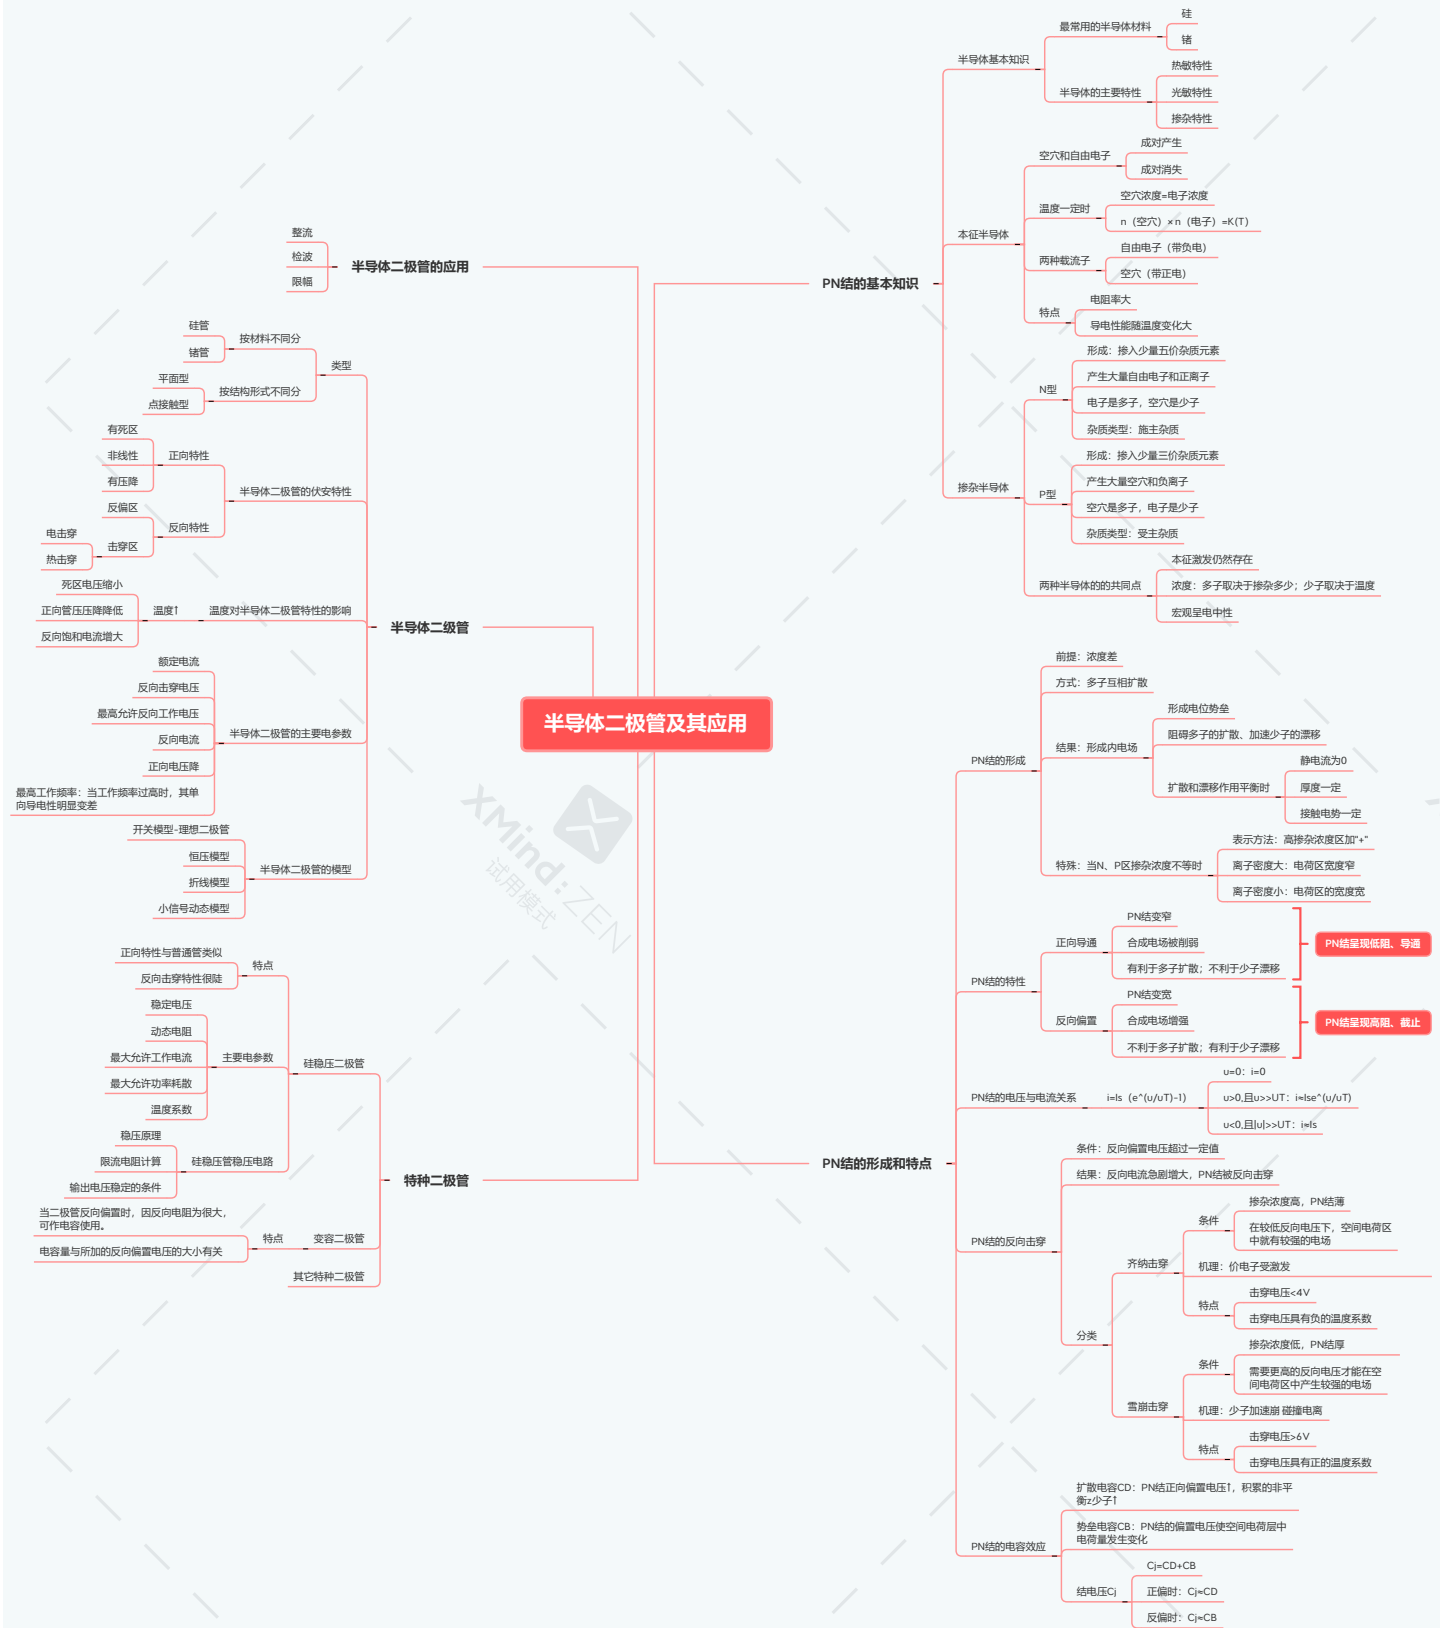 半导体二极管及其应用
PN结的基本知识
半导体基本知识
最常用的半导体材料
硅
锗
半导体的主要特性
热敏特性
光敏特性
掺杂特性
本征半导体
空穴和自由电子
成对产生
成对消失
温度一定时
空穴浓度=电子浓度
n（空穴）×n（电子）=K(T)
两种载流子
自由电子（带负电）
空穴（带正电）
特点
电阻率大
导电性能随温度变化大
掺杂半导体
N型
形成：掺入少量五价杂质元素
产生大量自由电子和正离子
电子是多子，空穴是少子
杂质类型：施主杂质
P型
形成：掺入少量三价杂质元素
产生大量空穴和负离子
空穴是多子，电子是少子
杂质类型：受主杂质
两种半导体的的共同点
本征激发仍然存在
浓度：多子取决于掺杂多少；少子取决于温度
宏观呈电中性
PN结的形成和特点
PN结的形成
前提：浓度差
方式：多子互相扩散
结果：形成内电场
形成电位势垒
阻碍多子的扩散、加速少子的漂移
扩散和漂移作用平衡时
静电流为0
厚度一定
接触电势一定
特殊：当N、P区掺杂浓度不等时
表示方法：高掺杂浓度区加"+"
离子密度大：电荷区宽度窄
离子密度小：电荷区的宽度宽
PN结的特性
正向导通
PN结变窄
合成电场被削弱
有利于多子扩散；不利于少子漂移
PN结呈现低阻、导通
反向偏置
PN结变宽
合成电场增强
不利于多子扩散；有利于少子漂移
PN结呈现高阻、截止
PN结的电压与电流关系
i=Is（e^(u/uT)-1）
u=0：i=0
u>0,且u>>UT：i≈Ise^(u/uT)
u<0,且|u|>>UT：i≈Is
PN结的反向击穿
条件：反向偏置电压超过一定值
结果：反向电流急剧增大，PN结被反向击穿
分类
齐纳击穿
条件
掺杂浓度高，PN结薄
在较低反向电压下，空间电荷区
中就有较强的电场
机理：价电子受激发
特点
击穿电压<4V
击穿电压具有负的温度系数
雪崩击穿
条件
掺杂浓度低，PN结厚
需要更高的反向电压才能在空
间电荷区中产生较强的电场
机理：少子加速崩 碰撞电离
特点
击穿电压>6V
击穿电压具有正的温度系数
PN结的电容效应
扩散电容CD：PN结正向偏置电压↑，积累的非平
衡z少子↑
势垒电容CB：PN结的偏置电压使空间电荷层中
电荷量发生变化
结电压Cj
Cj=CD+CB
正偏时：Cj≈CD
反偏时：Cj≈CB
半导体二极管的应用
整流
检波
限幅
半导体二级管
类型
按材料不同分
硅管
锗管
按结构形式不同分
平面型
点接触型
半导体二极管的伏安特性
正向特性
有死区
非线性
有压降
反向特性
反偏区
击穿区
电击穿
热击穿
温度对半导体二极管特性的影响
温度↑
死区电压缩小
正向管压压降降低
反向饱和电流增大
半导体二极管的主要电参数
额定电流
反向击穿电压
最高允许反向工作电压
反向电流
正向电压降
最高工作频率：当工作频率过高时，其单
向导电性明显变差
半导体二极管的模型
开关模型-理想二极管
恒压模型
折线模型
小信号动态模型
特种二极管
硅稳压二极管
特点
正向特性与普通管类似
反向击穿特性很陡
主要电参数
稳定电压
动态电阻
最大允许工作电流
最大允许功率耗散
温度系数
硅稳压管稳压电路
稳压原理
限流电阻计算
输出电压稳定的条件
变容二极管
特点
当二极管反向偏置时，因反向电阻为很大，
可作电容使用。
电容量与所加的反向偏置电压的大小有关
其它特种二极管
XMind:ZEN
试用模式